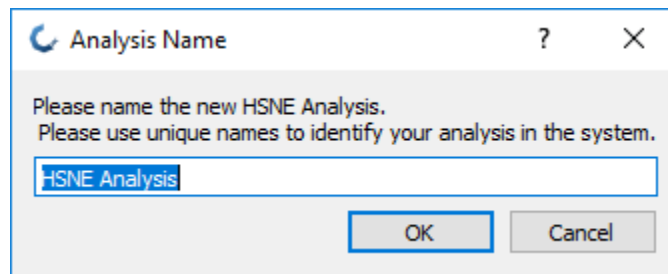 Analysis Name ?
Please name the new HSNE Analysis.
Please use unique names to identify your analysis in the system.
HSNE Analysis
OK Cancel